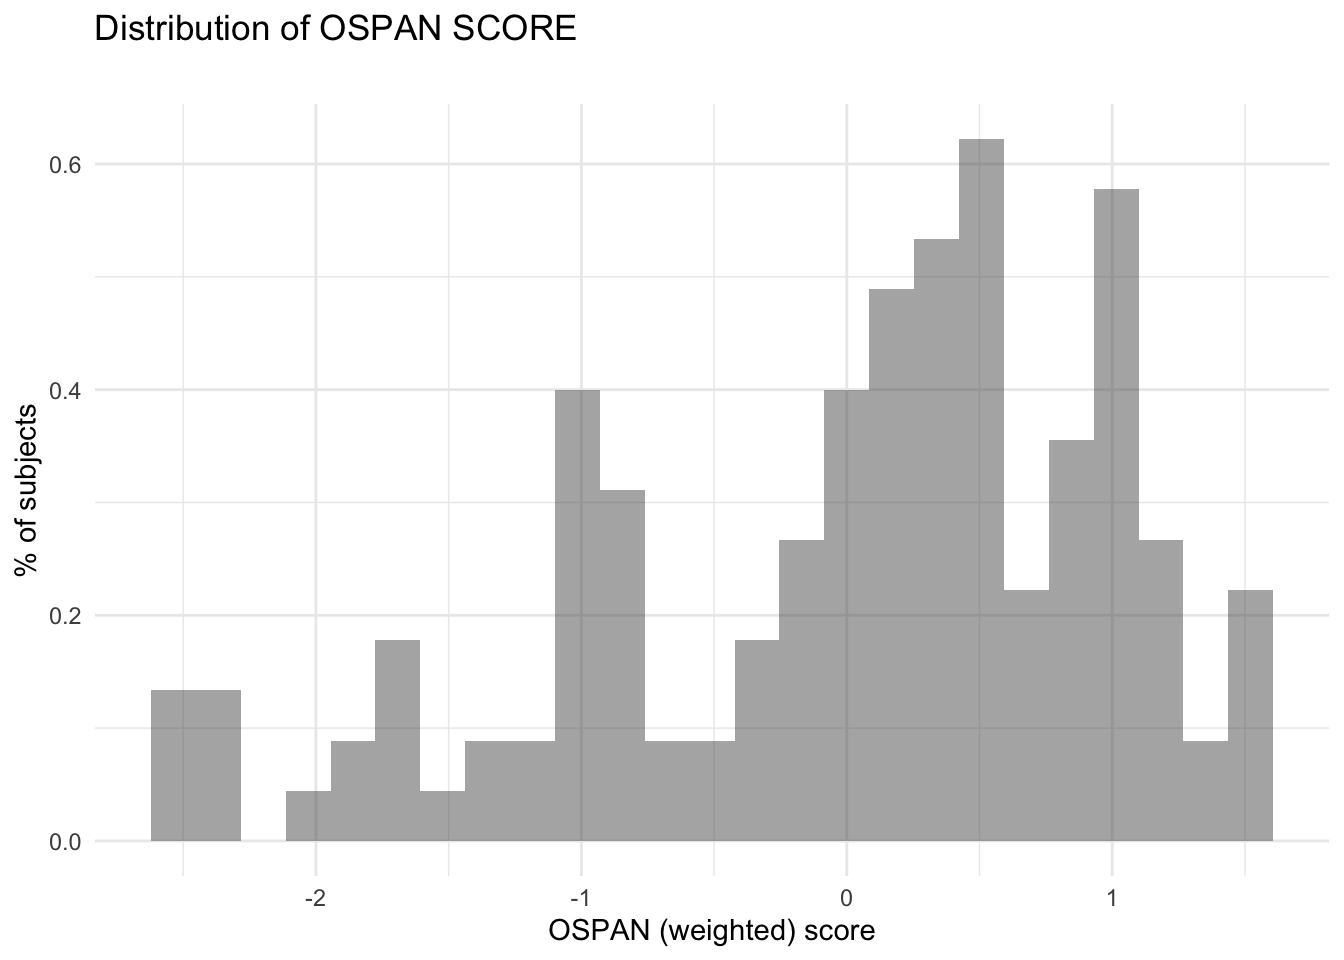 Distribution of OSPAN SCORE
0.6
0.4
0.2
0.0
% of subjects
-2
-1
0
1
OSPAN (weighted) score